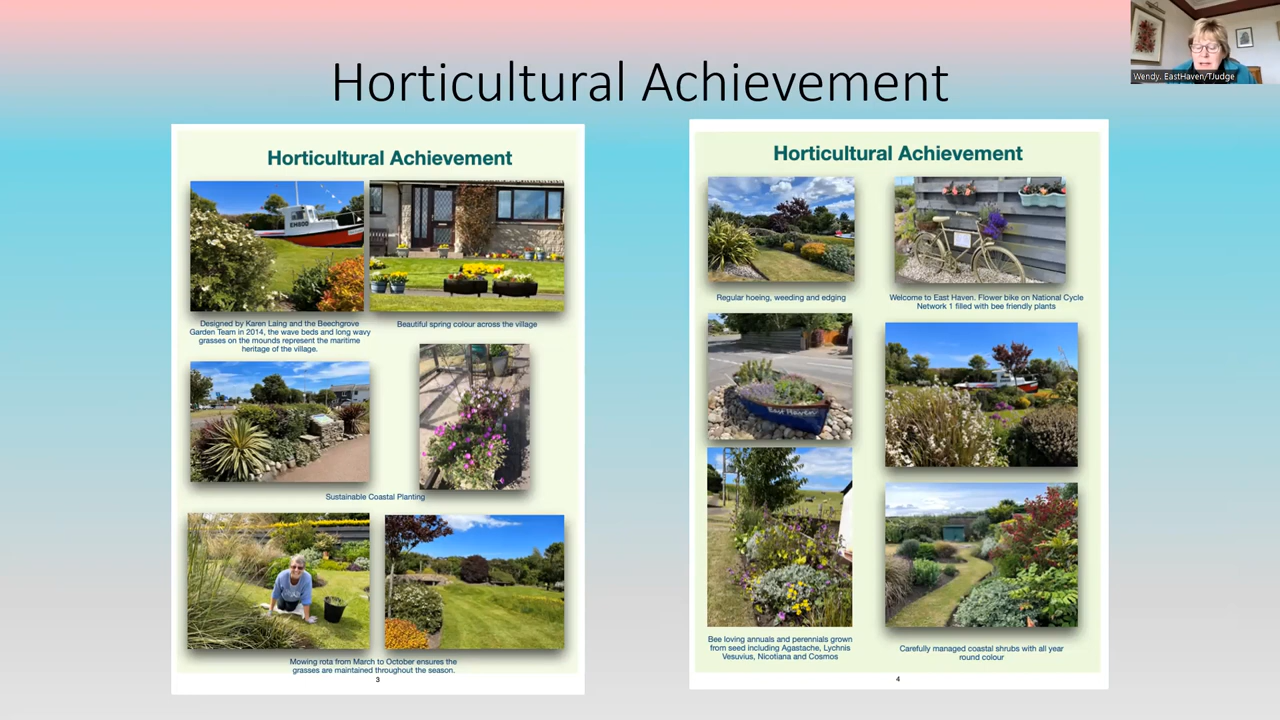 Horticultural Achievement
Wendy. EastHaven/TJudge
Horticultural Achievement
EH800
Designed by Karen Laing and the Beechgrove
Garden Team in 2014, the wave beds and long wavy
grasses on the mounds represent the maritime
heritage of the village.
Beautiful spring colour across the village
Sustainable Coastal Planting
Mowing rota from March to October ensures the
grasses are maintained throughout the season.
3
Horticultural Achievement
Regular hoeing, weeding and edging
Welcome to East Haven. Flower bike on National Cycle
Network 1 filled with bee friendly plants
East Haven
Bee loving annuals and perennials grown
from seed including Agastache, Lychnis
Vesuvius, Nicotiana and Cosmos
Carefully managed coastal shrubs with all year
round colour
4